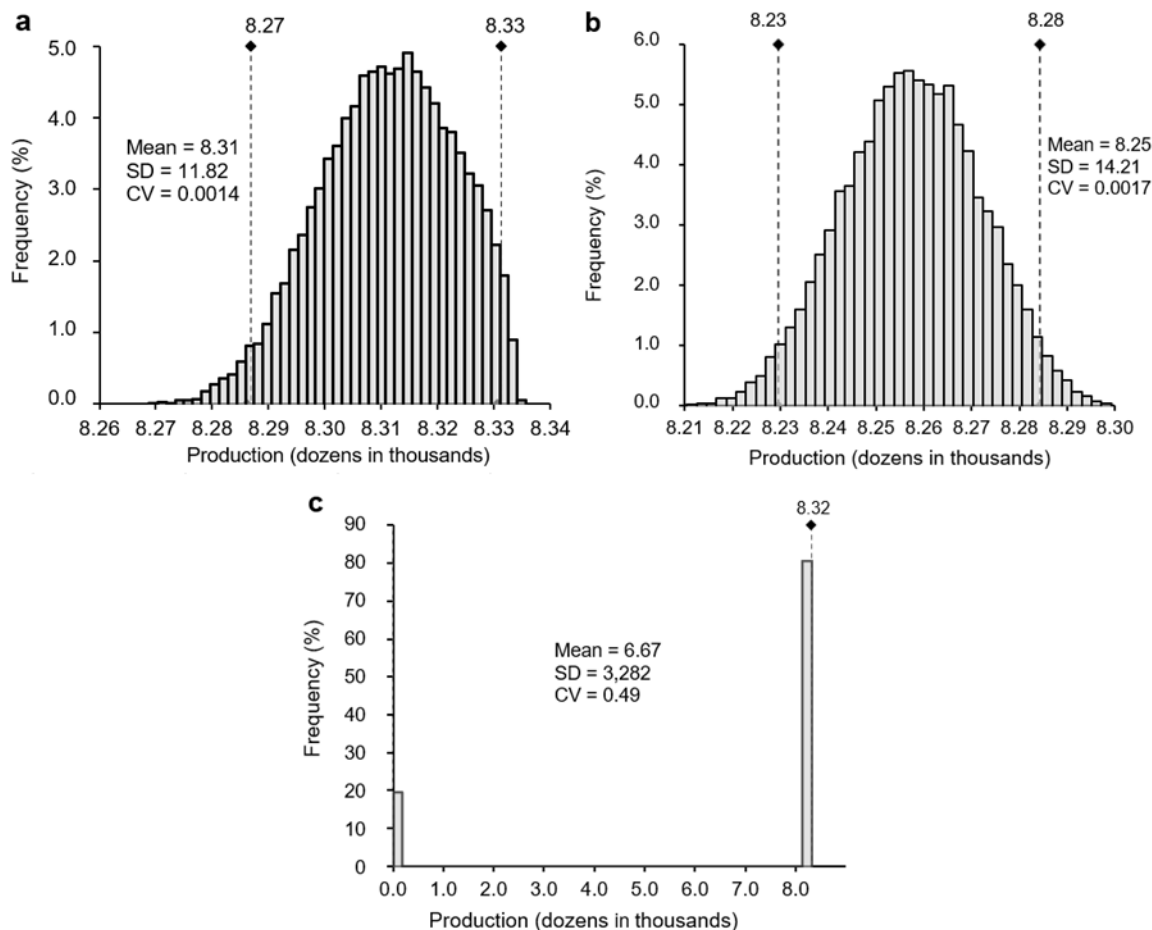 a
8.27
8.33
5.0
4.0
3.0
2.0
1.0
0.0
Frequency (%)
Mean = 8.31
SD = 11.82
CV = 0.0014
8.26 8.27 8.28 8.29 8.30 8.31 8.32 8.33 8.34
Production (dozens in thousands)
b
8.23
8.28
6.0
5.0
4.0
3.0
2.0
1.0
0.0
Frequency (%)
Mean = 8.25
SD = 14.21
CV = 0.0017
8.21 8.22 8.23 8.24 8.25 8.26 8.27 8.28 8.29 8.30
Production (dozens in thousands)
c
8.32
90
80
70
60
50
40
30
20
10
0
Frequency (%)
Mean = 6.67
SD = 3,282
CV = 0.49
0.0 1.0 2.0 3.0 4.0 5.0 6.0 7.0 8.0
Production (dozens in thousands)